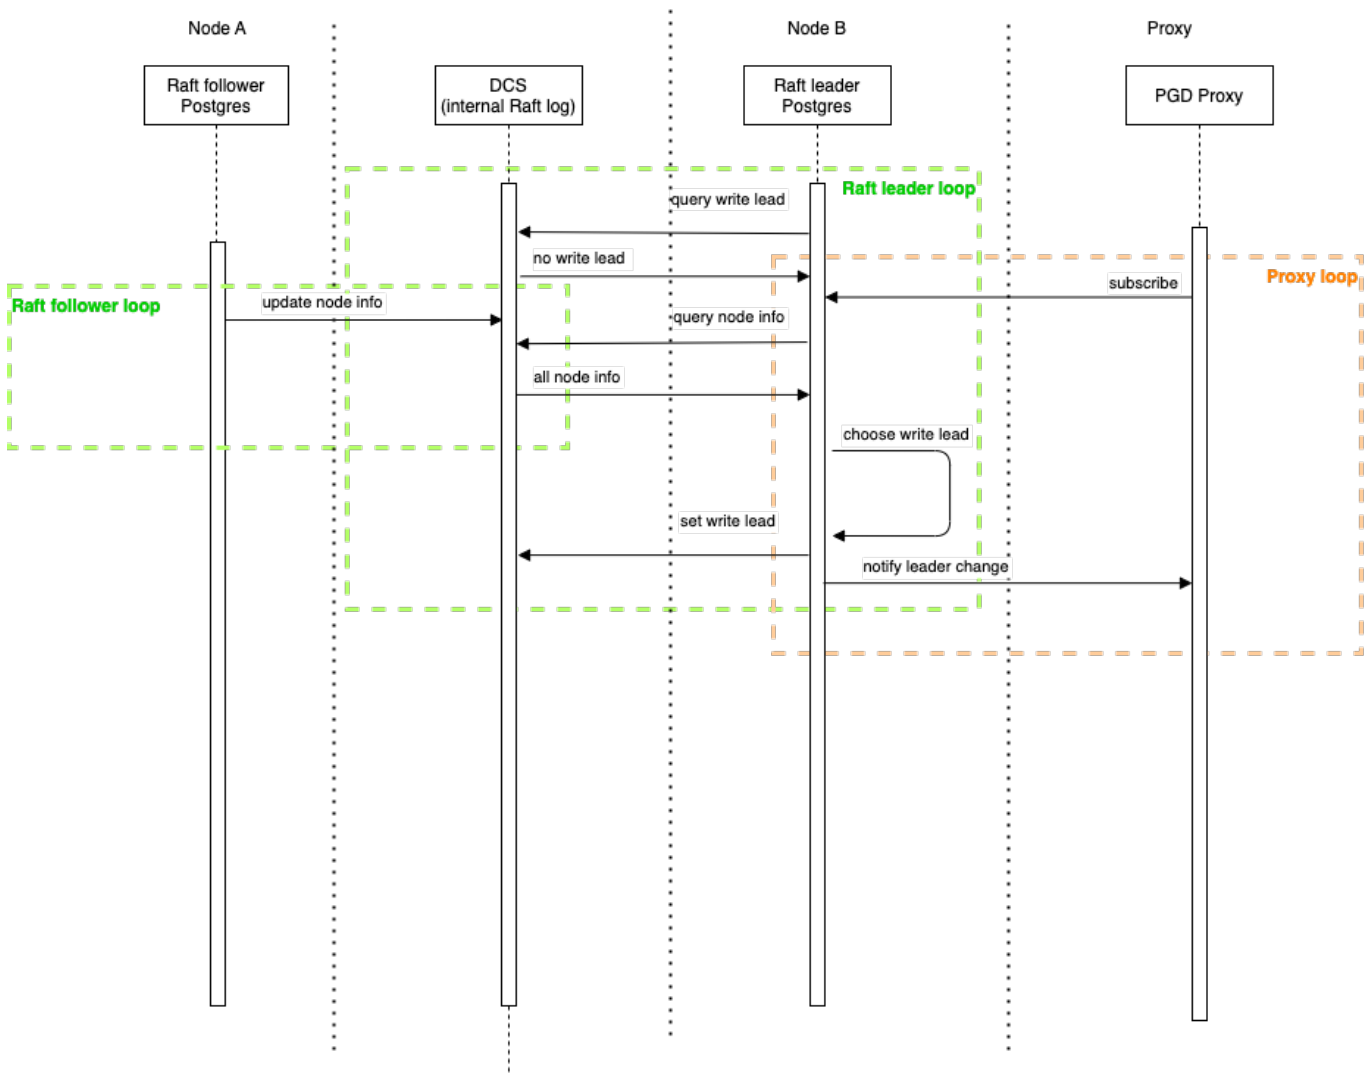 Node A
Node B
Proxy
Raft follower
Postgres
DCS
(internal Raft log)
Raft leader
Postgres
PGD Proxy
Raft leader loop
query write lead
no write lead
Proxy loop
subscribe
Raft follower loop
update node info
query node info
all node info
choose write lead
set write lead
notify leader change